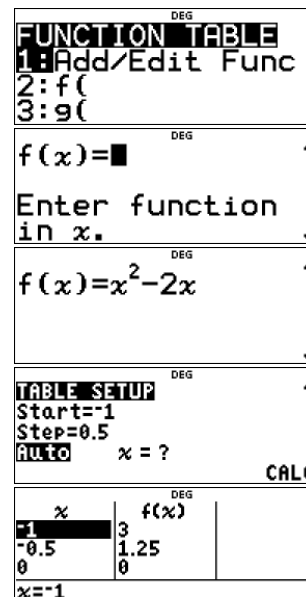 DEG
FUNCTION TABLE
1:Add/Edit Func
2:f(
3:g(
DEG
f(x)=
Enter function
in x.
DEG
f(x)=x²-2x
DEG
TABLE SETUP
Start=-1
Step=0.5
Auto x = ?
CALC
DEG
x f(x)
-1 3
-0.5 1.25
0 0
x=-1